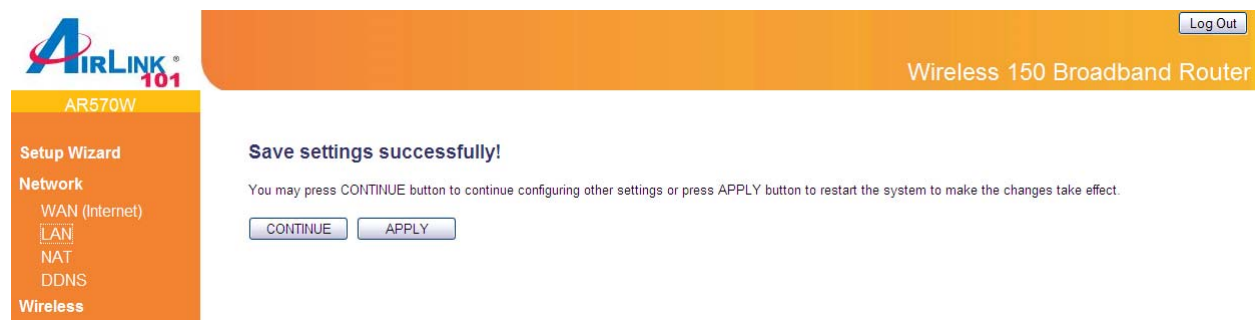 Log Out
AIRLINK ®
101
Wireless 150 Broadband Router
AR570W
Setup Wizard
Network
WAN (Internet)
LAN
NAT
DDNS
Wireless
Save settings successfully!
You may press CONTINUE button to continue configuring other settings or press APPLY button to restart the system to make the changes take effect.
CONTINUE APPLY